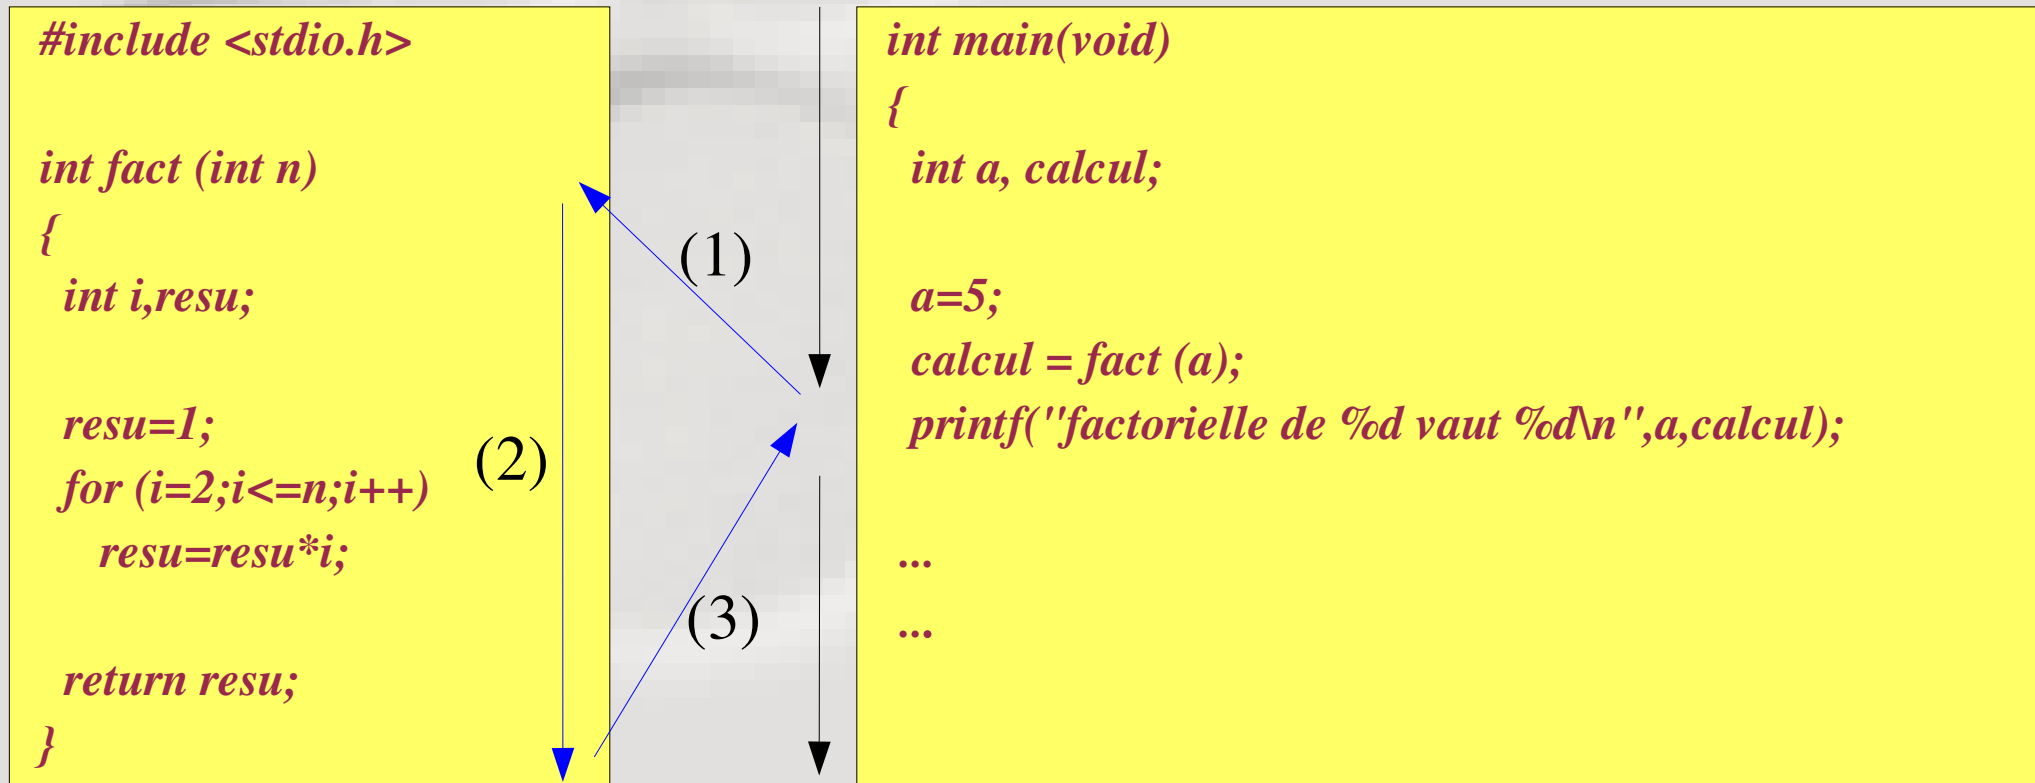 #include <stdio.h>
int fact (int n)
{
int i,resu;
resu=1;
for (i=2;i<=n;i++)
resu=resu*i;
return resu;
}
(1)
(2)
(3)
int main(void)
{
int a, calcul;
a=5;
calcul = fact (a);
printf("factorielle de %d vaut %d\n",a,calcul);
...
...